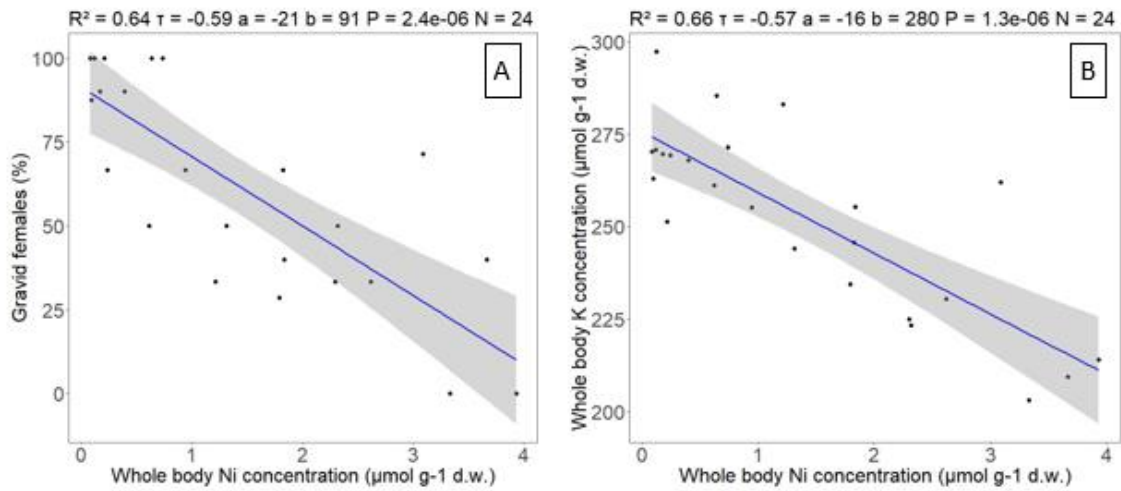 R² = 0.64 τ = -0.59 a = -21 b = 91 P = 2.4e-06 N = 24
A
Gravid females (%)
100
75
50
25
0
0 1 2 3 4
Whole body Ni concentration (µmol g-1 d.w.)
R² = 0.66 τ = -0.57 a = -16 b = 280 P = 1.3e-06 N = 24
B
Whole body K concentration (µmol g-1 d.w.)
300
275
250
225
200
0 1 2 3 4
Whole body Ni concentration (µmol g-1 d.w.)